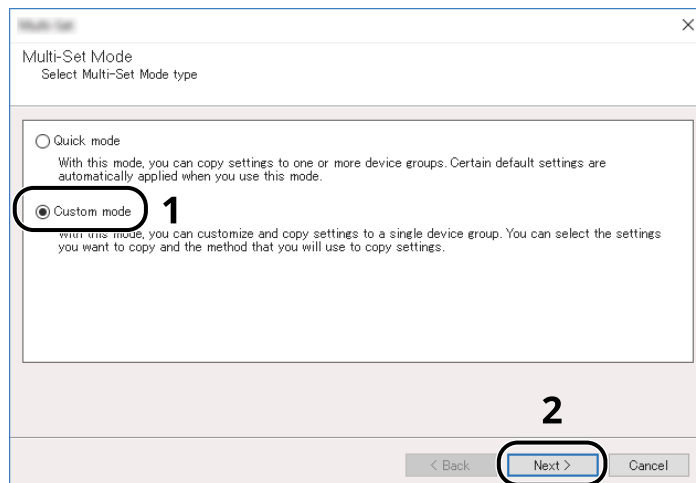 Multi-Set Mode
Select Multi-Set Mode type
Quick mode
With this mode, you can copy settings to one or more device groups. Certain default settings are
automatically applied when you use this mode.
Custom mode
1
With this mode, you can customize and copy settings to a single device group. You can select the settings
you want to copy and the method that you will use to copy settings.
2
< Back
Next >
Cancel